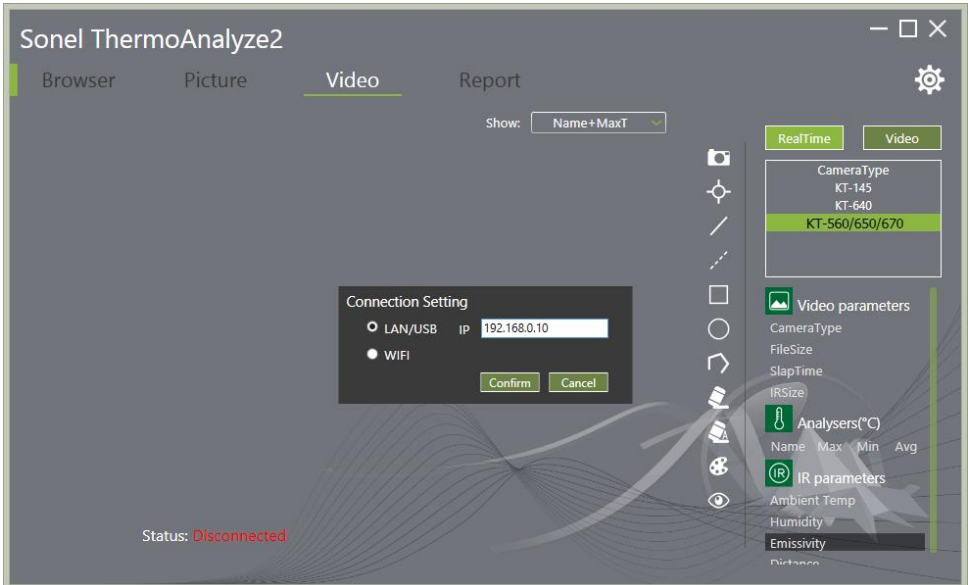 Sonel ThermoAnalyze2
Browser Picture Video Report
Show: Name+MaxT
RealTime Video
CameraType
KT-145
KT-640
KT-560/650/670
Connection Setting
LAN/USB IP 192.168.0.10
WIFI
Confirm Cancel
Video parameters
CameraType
FileSize
SlapTime
IRSize
Analysers(°C)
Name Max Min Avg
IR IR parameters
Ambient Temp
Humidity
Emissivity
Distance
Status: Disconnected